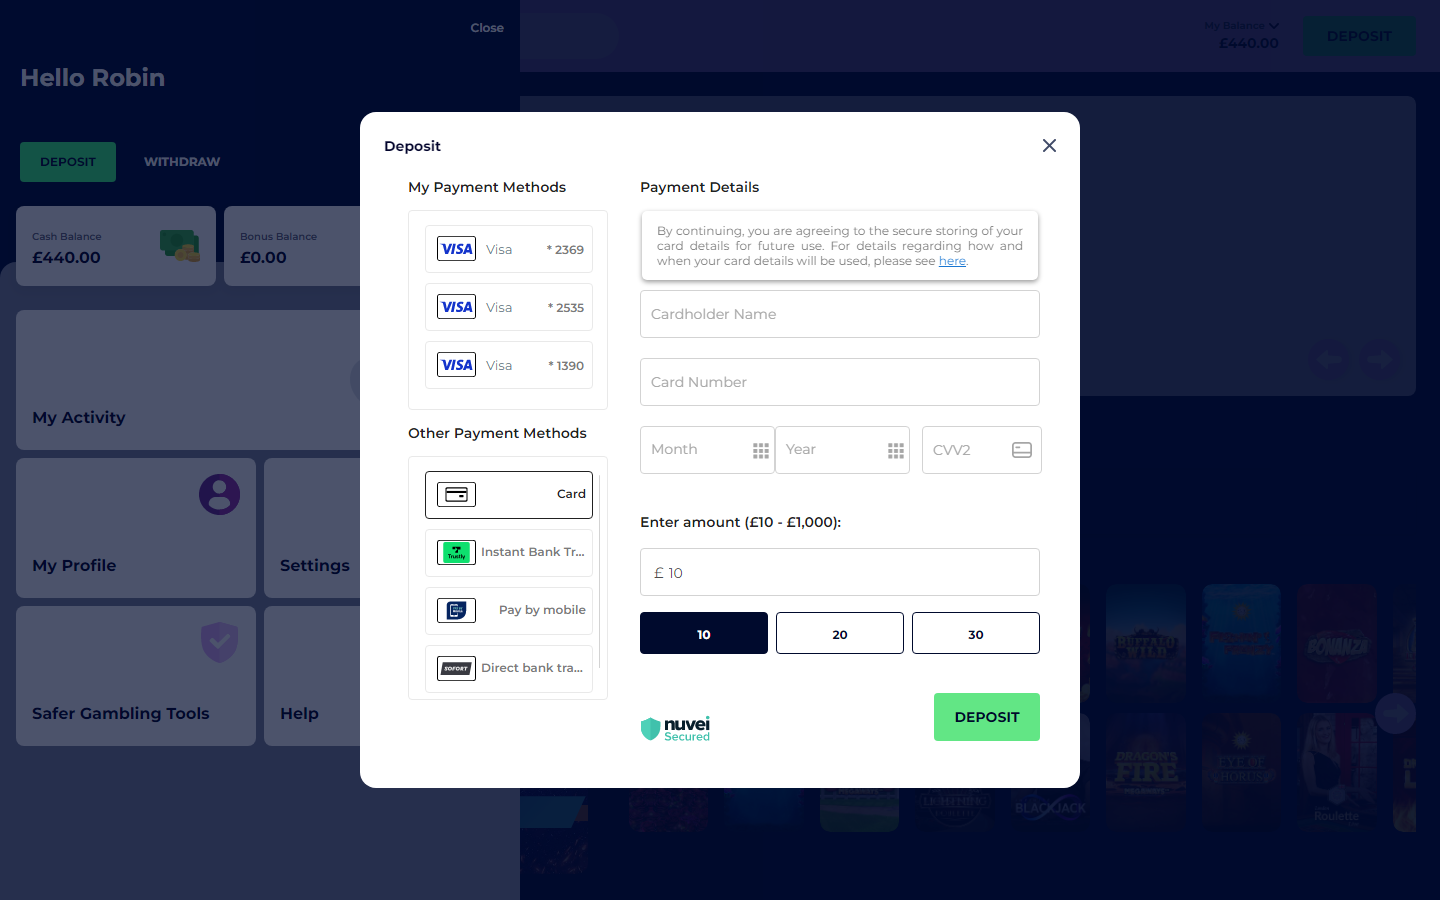 Close
Hello Robin
DEPOSIT
WITHDRAW
Cash Balance
£440.00
Bonus Balance
£0.00
My Activity
My Profile
Settings
Safer Gambling Tools
Help
My Balance
£440.00
DEPOSIT
Deposit
My Payment Methods
VISA Visa * 2369
VISA Visa * 2535
VISA Visa * 1390
Other Payment Methods
Card
Trustly Instant Bank Tr...
Pay by mobile
SOFORT Direct bank tra...
Payment Details
By continuing, you are agreeing to the secure storing of your
card details for future use. For details regarding how and
when your card details will be used, please see here.
Cardholder Name
Card Number
Month
Year
CVV2
Enter amount (£10 - £1,000):
£ 10
10
20
30
nuvei
Secured
DEPOSIT
BUFFALO
WILD
BONANZA
DRAGON'S
FIRE
MEGAWAYS
EYE OF
HORUS
LIGHTNING
BLACKJACK
Roulette